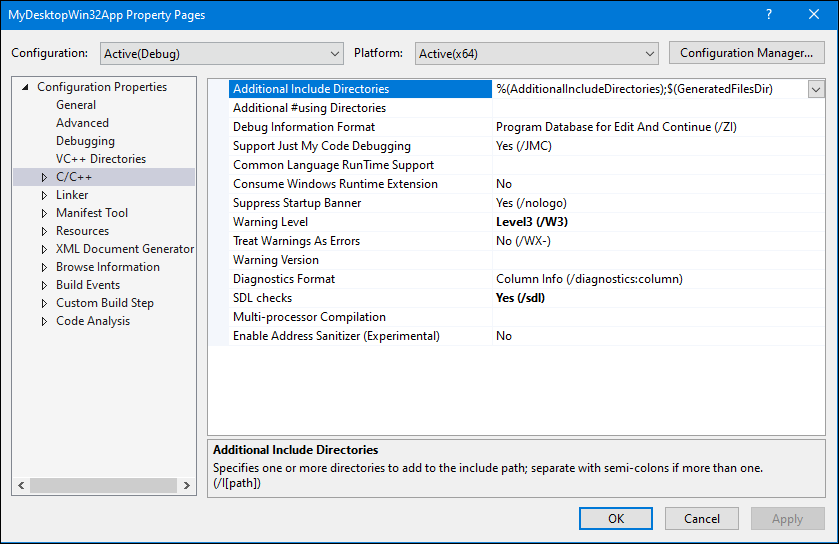 MyDesktopWin32App Property Pages
Configuration: Active(Debug) Platform: Active(x64) Configuration Manager...
Configuration Properties
General
Advanced
Debugging
VC++ Directories
C/C++
Linker
Manifest Tool
Resources
XML Document Generator
Browse Information
Build Events
Custom Build Step
Code Analysis
Additional Include Directories %(AdditionalIncludeDirectories);$(GeneratedFilesDir)
Additional #using Directories
Debug Information Format Program Database for Edit And Continue (/ZI)
Support Just My Code Debugging Yes (/JMC)
Common Language RunTime Support
Consume Windows Runtime Extension No
Suppress Startup Banner Yes (/nologo)
Warning Level Level3 (/W3)
Treat Warnings As Errors No (/WX-)
Warning Version
Diagnostics Format Column Info (/diagnostics:column)
SDL checks Yes (/sdl)
Multi-processor Compilation
Enable Address Sanitizer (Experimental) No
Additional Include Directories
Specifies one or more directories to add to the include path; separate with semi-colons if more than one.
(/I[path])
OK Cancel Apply